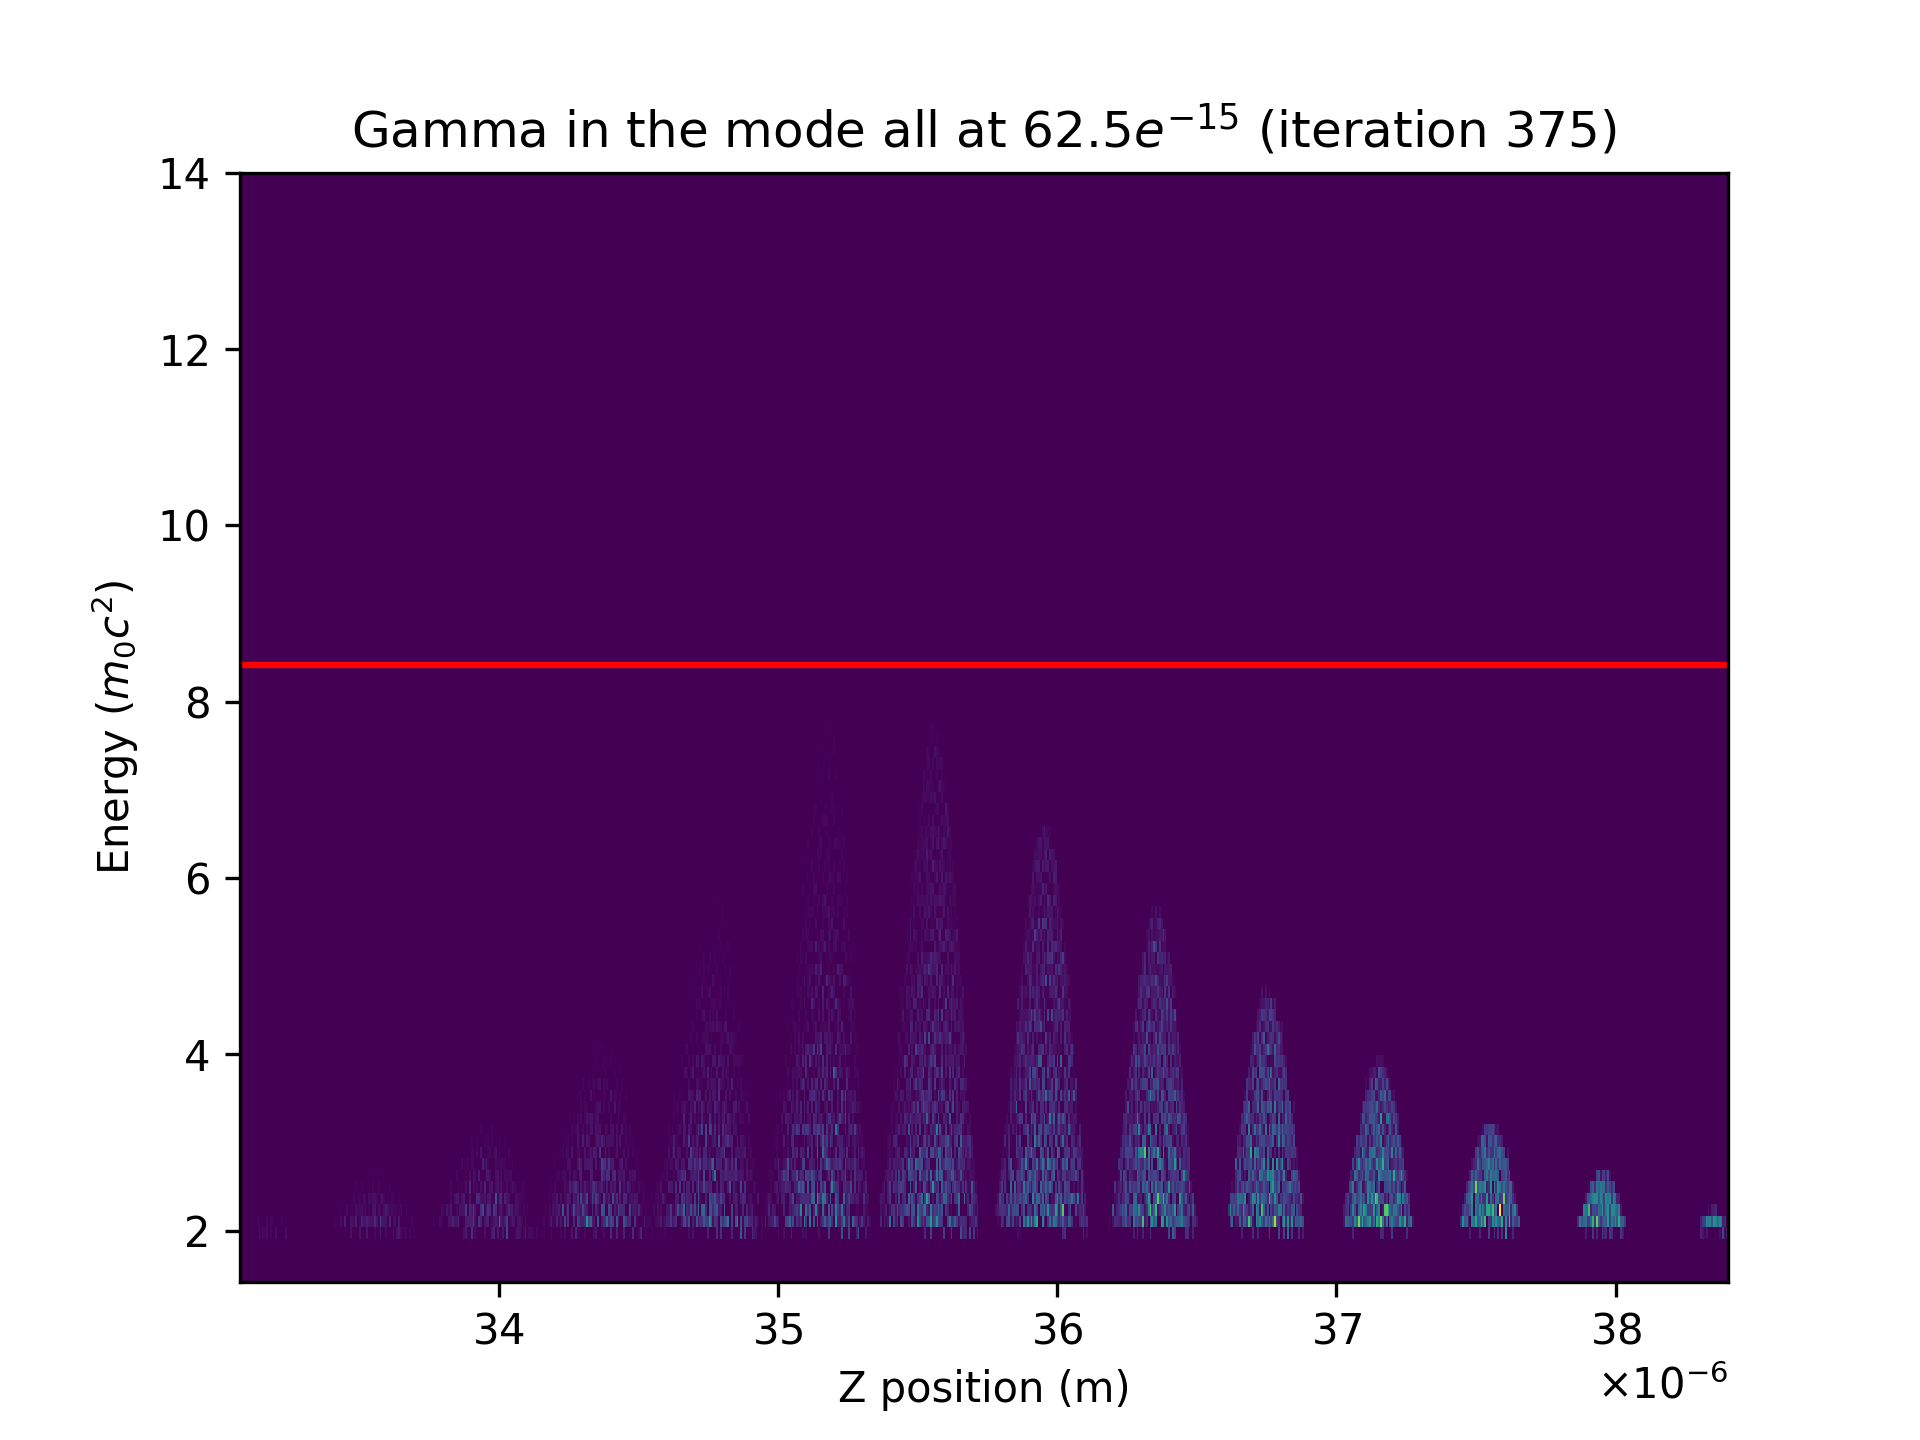 Gamma in the mode all at 62.5e⁻¹⁵ (iteration 375)
14
12
10
8
6
4
2
Energy (m₀c²)
34 35 36 37 38
Z position (m)
×10⁻⁶